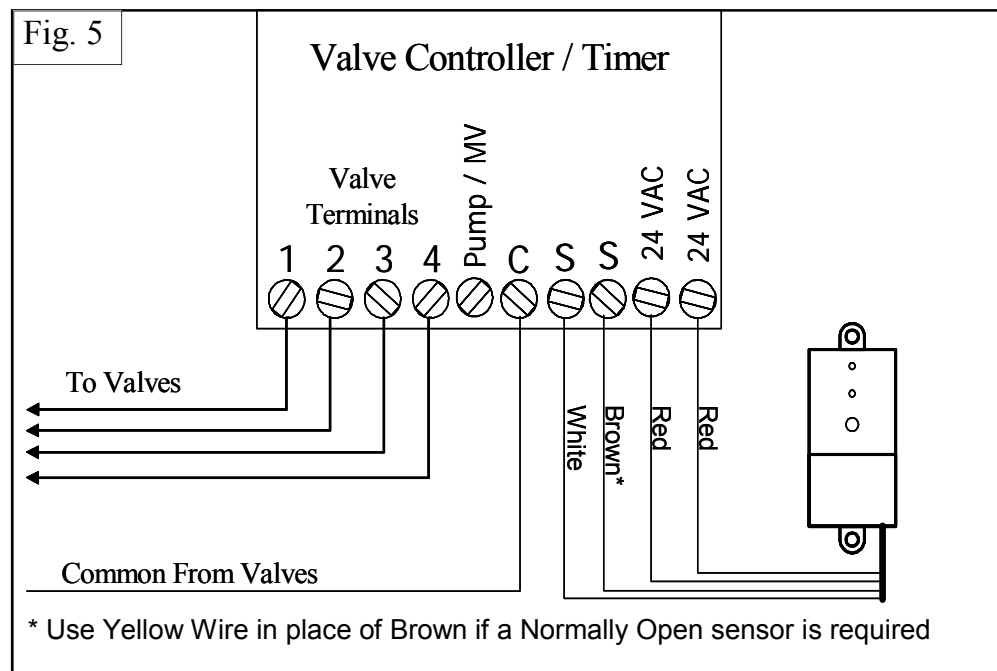 Fig. 5
Valve Controller / Timer
Valve
Terminals
Pump / MV
24 VAC
24 VAC
1 2 3 4 C S S
To Valves
White
Brown*
Red
Red
Common From Valves
* Use Yellow Wire in place of Brown if a Normally Open sensor is required